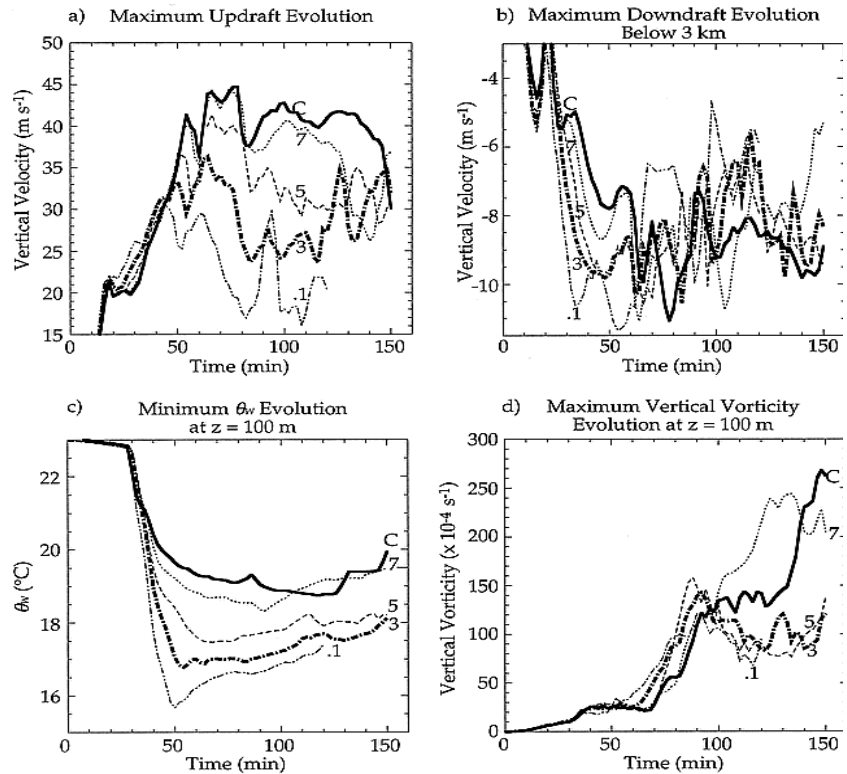 a) Maximum Updraft Evolution
Vertical Velocity (m s-1)
50
45
40
35
30
25
20
15
C
7
5
3
.1
0 50 100 150
Time (min)
b) Maximum Downdraft Evolution
Below 3 km
Vertical Velocity (m s-1)
-4
-6
-8
-10
C
7
5
3
.1
0 50 100 150
Time (min)
c) Minimum θw Evolution
at z = 100 m
θw (°C)
22
20
18
16
C
7
5
3
.1
0 50 100 150
Time (min)
d) Maximum Vertical Vorticity
Evolution at z = 100 m
Vertical Vorticity (x 10-4 s-1)
300
250
200
150
100
50
0
C
7
5
3
.1
0 50 100 150
Time (min)